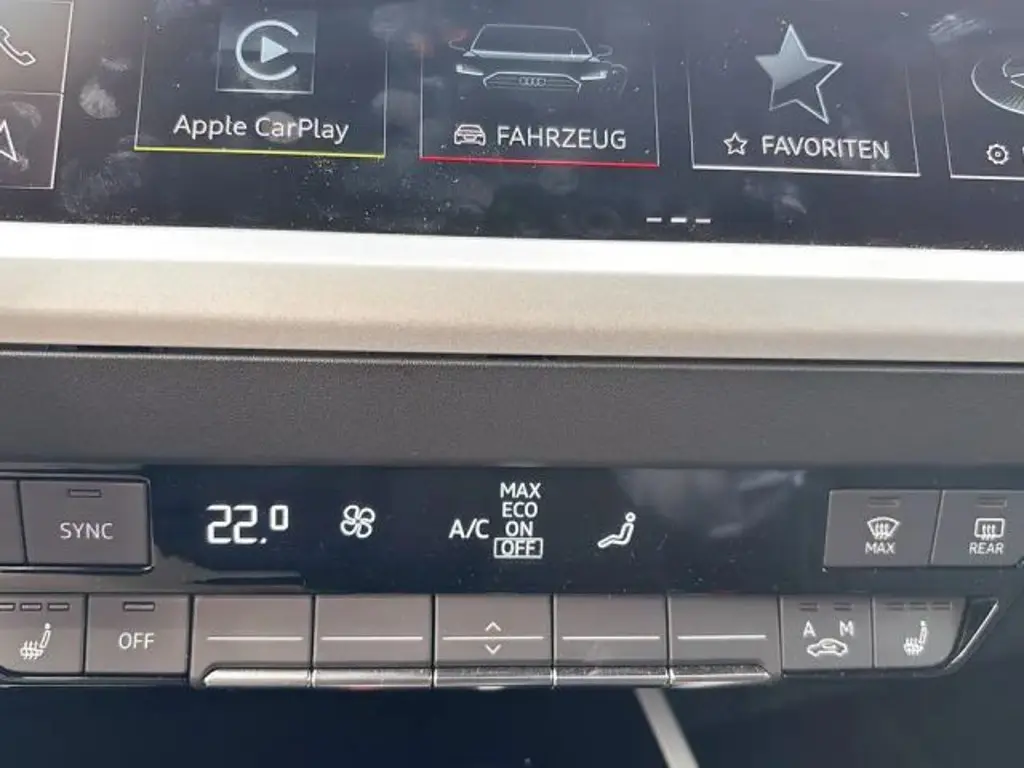 Apple CarPlay
FAHRZEUG
FAVORITEN
SYNC
22.0
A/C
MAX
ECO
ON
OFF
MAX
REAR
OFF
A M